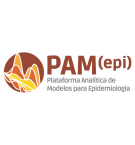 PAM(epi)
Plataforma Analítica de
Modelos para Epidemiologia